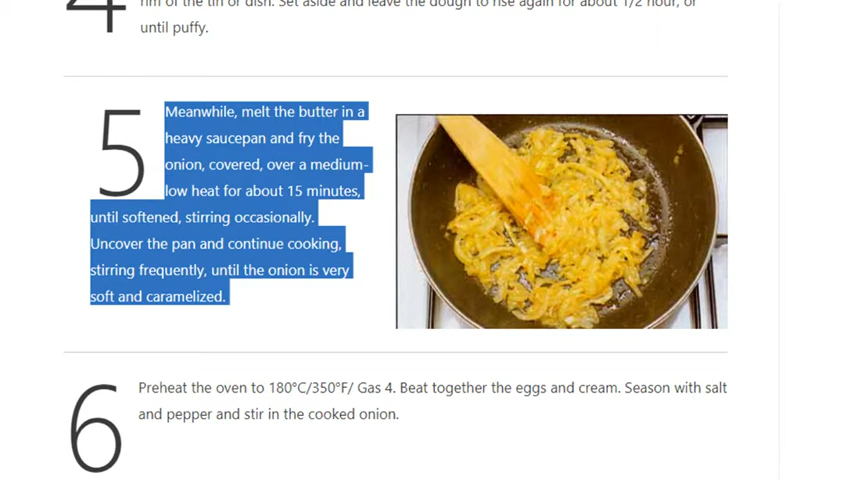 4
rim of the tin or dish. Set aside and leave the dough to rise again for about 1/2 hour, or
until puffy.
5
Meanwhile, melt the butter in a
heavy saucepan and fry the
onion, covered, over a medium-
low heat for about 15 minutes,
until softened, stirring occasionally.
Uncover the pan and continue cooking,
stirring frequently, until the onion is very
soft and caramelized.
6
Preheat the oven to 180°C/350°F/ Gas 4. Beat together the eggs and cream. Season with salt
and pepper and stir in the cooked onion.